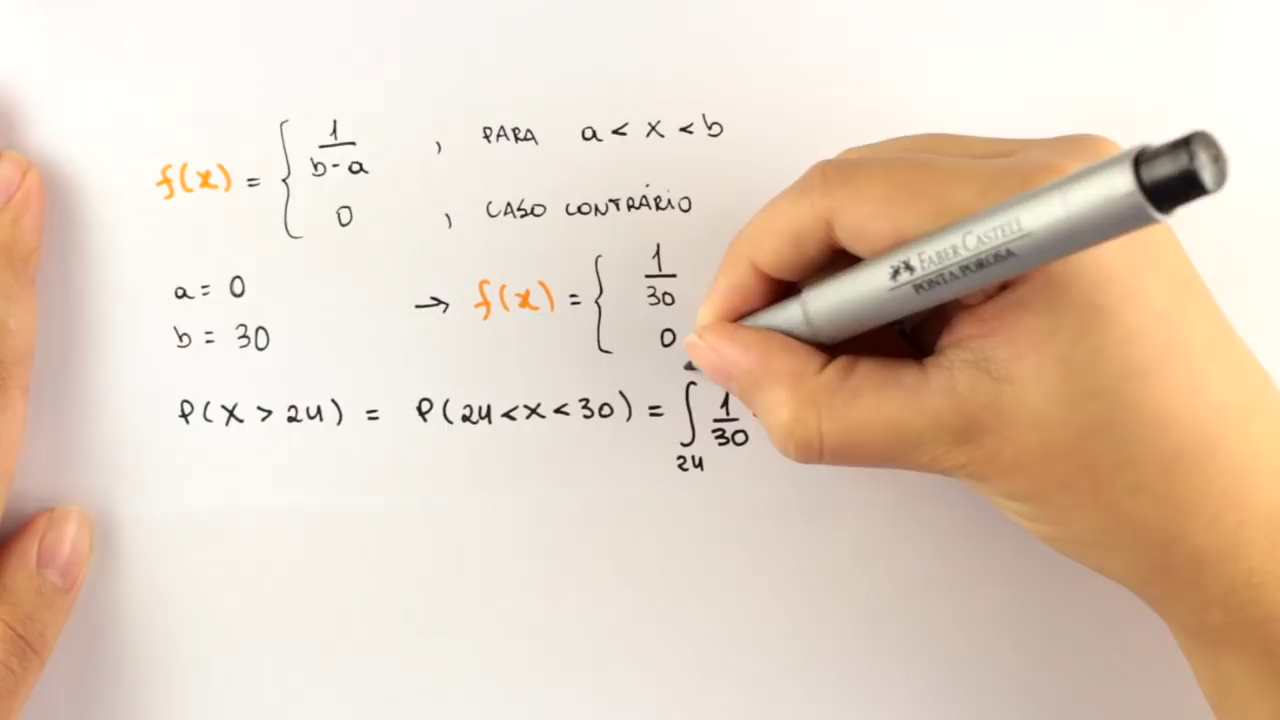 f(x) = { 1/(b-a) , PARA a < x < b
0 , CASO CONTRÁRIO
a = 0
b = 30
→ f(x) = { 1/30
0
P(X > 24) = P(24 < x < 30) = ∫ 24 1/30
FABER CASTELL
PONTA POROSA